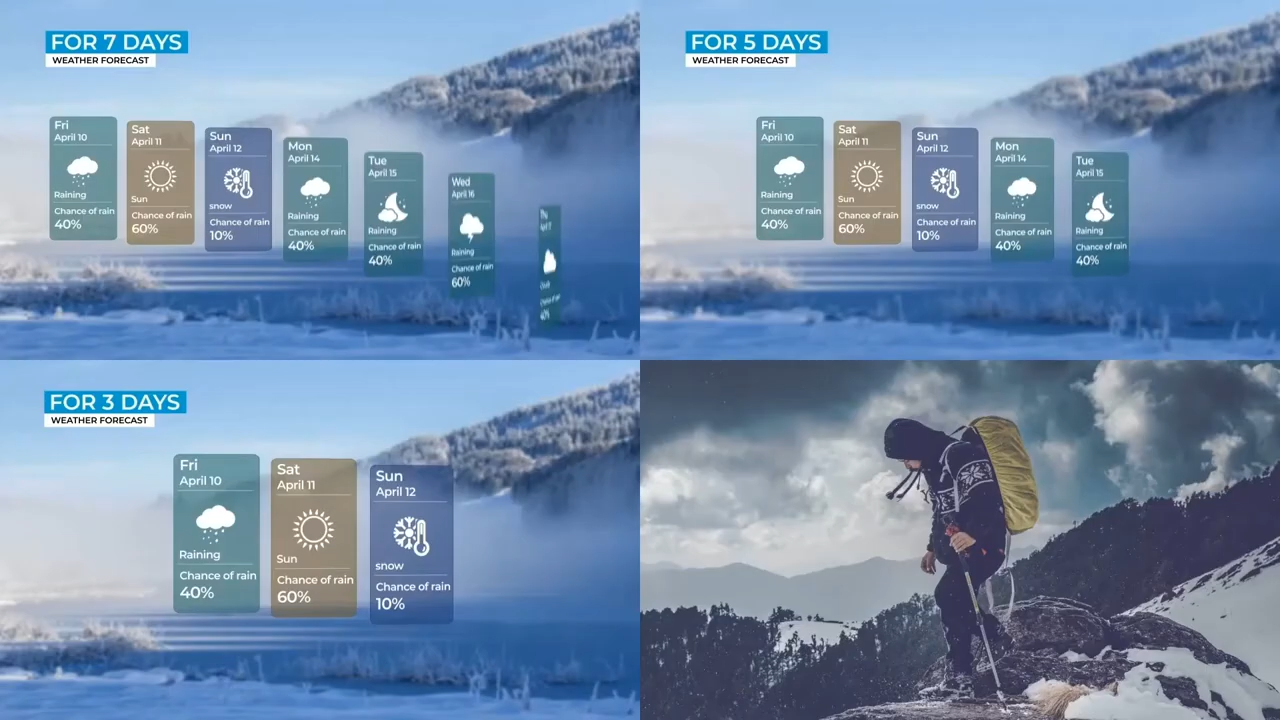 FOR 7 DAYS
WEATHER FORECAST
Fri
April 10
Raining
Chance of rain
40%
Sat
April 11
Sun
Chance of rain
60%
Sun
April 12
snow
Chance of rain
10%
Mon
April 14
Raining
Chance of rain
40%
Tue
April 15
Raining
Chance of rain
40%
Wed
April 16
Raining
Chance of rain
60%
FOR 5 DAYS
WEATHER FORECAST
Fri
April 10
Raining
Chance of rain
40%
Sat
April 11
Sun
Chance of rain
60%
Sun
April 12
snow
Chance of rain
10%
Mon
April 14
Raining
Chance of rain
40%
Tue
April 15
Raining
Chance of rain
40%
FOR 3 DAYS
WEATHER FORECAST
Fri
April 10
Raining
Chance of rain
40%
Sat
April 11
Sun
Chance of rain
60%
Sun
April 12
snow
Chance of rain
10%